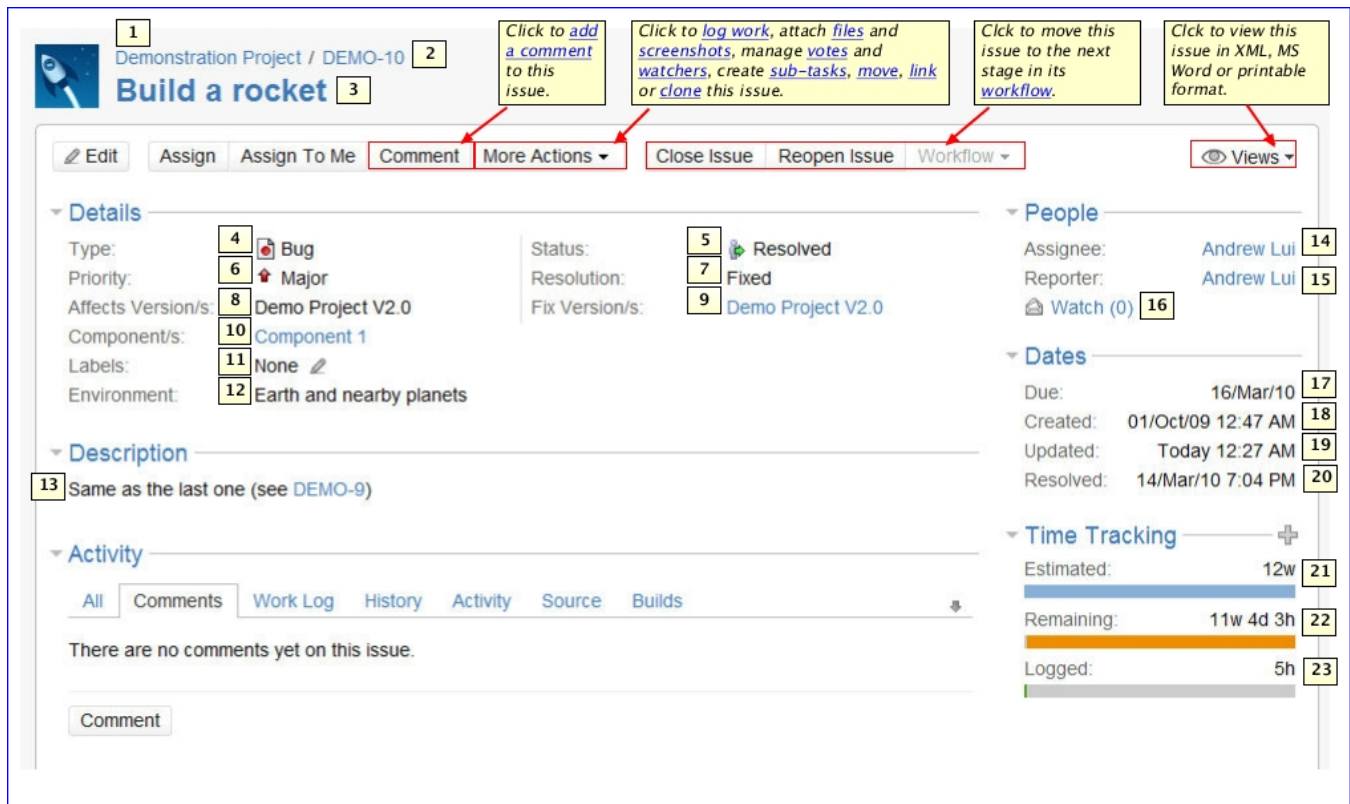 1
Demonstration Project / DEMO-10 2
Build a rocket 3
Click to add
a comment
to this
issue.
Click to log work, attach files and
screenshots, manage votes and
watchers, create sub-tasks, move, link
or clone this issue.
Clck to move this
issue to the next
stage in its
workflow.
Clck to view this
issue in XML, MS
Word or printable
format.
Edit Assign Assign To Me Comment More Actions Close Issue Reopen Issue Workflow Views
Details
Type: 4 Bug Status: 5 Resolved
Priority: 6 Major Resolution: 7 Fixed
Affects Version/s: 8 Demo Project V2.0 Fix Version/s: 9 Demo Project V2.0
Component/s: 10 Component 1
Labels: 11 None
Environment: 12 Earth and nearby planets
Description
13 Same as the last one (see DEMO-9)
Activity
All Comments Work Log History Activity Source Builds
There are no comments yet on this issue.
Comment
People
Assignee: Andrew Lui 14
Reporter: Andrew Lui 15
Watch (0) 16
Dates
Due: 16/Mar/10 17
Created: 01/Oct/09 12:47 AM 18
Updated: Today 12:27 AM 19
Resolved: 14/Mar/10 7:04 PM 20
Time Tracking
Estimated: 12w 21
Remaining: 11w 4d 3h 22
Logged: 5h 23